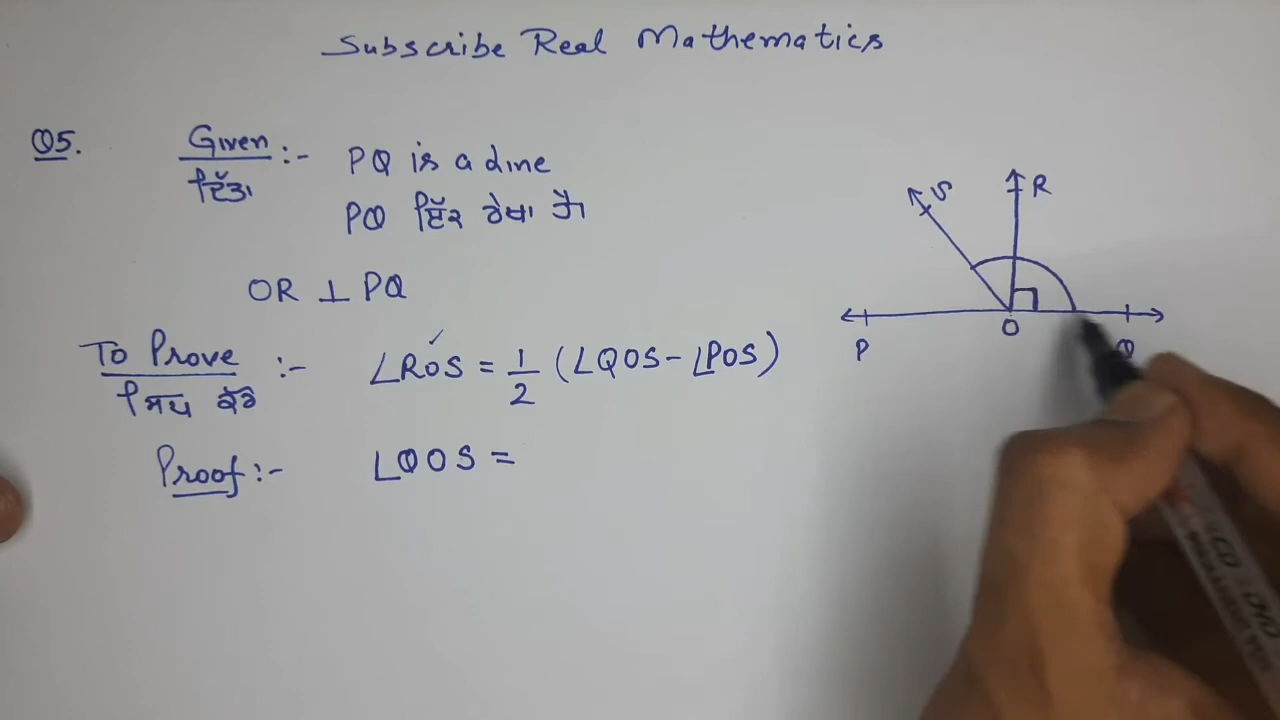 Subscribe Real Mathematics
Q5. Given :- PQ is a Line
ਦਿੱਤਾ
PQ ਇੱਕ ਰੇਖਾ ਹੈ
OR ⊥ PQ
To Prove :- ∠ROS = 1/2 (∠QOS - ∠POS)
ਸਿਧ ਕਰੋ
Proof :- ∠QOS =
S
R
P
O
Q